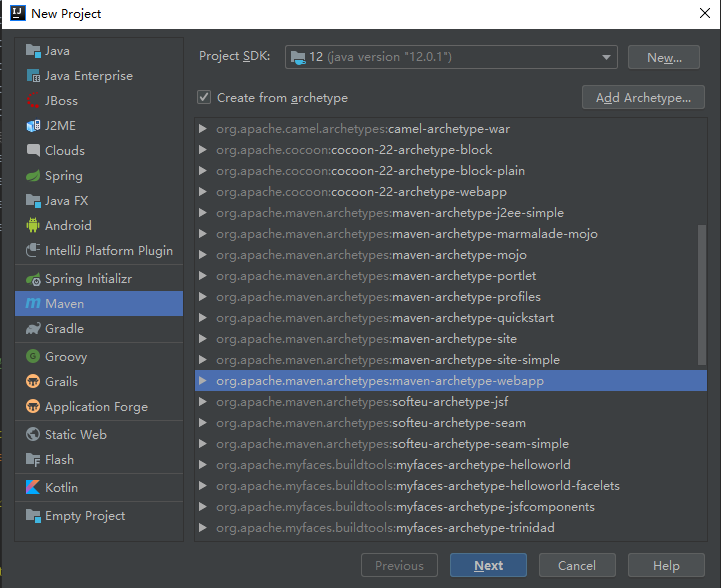 New Project
Java
Java Enterprise
JBoss
J2ME
Clouds
Spring
Java FX
Android
IntelliJ Platform Plugin
Spring Initializr
Maven
Gradle
Groovy
Grails
Application Forge
Static Web
Flash
Kotlin
Empty Project
Project SDK: 12 (java version "12.0.1") New...
Create from archetype Add Archetype...
org.apache.camel.archetypes:camel-archetype-war
org.apache.cocoon:cocoon-22-archetype-block
org.apache.cocoon:cocoon-22-archetype-block-plain
org.apache.cocoon:cocoon-22-archetype-webapp
org.apache.maven.archetypes:maven-archetype-j2ee-simple
org.apache.maven.archetypes:maven-archetype-marmalade-mojo
org.apache.maven.archetypes:maven-archetype-mojo
org.apache.maven.archetypes:maven-archetype-portlet
org.apache.maven.archetypes:maven-archetype-profiles
org.apache.maven.archetypes:maven-archetype-quickstart
org.apache.maven.archetypes:maven-archetype-site
org.apache.maven.archetypes:maven-archetype-site-simple
org.apache.maven.archetypes:maven-archetype-webapp
org.apache.maven.archetypes:softeu-archetype-jsf
org.apache.maven.archetypes:softeu-archetype-seam
org.apache.maven.archetypes:softeu-archetype-seam-simple
org.apache.myfaces.buildtools:myfaces-archetype-helloworld
org.apache.myfaces.buildtools:myfaces-archetype-helloworld-facelets
org.apache.myfaces.buildtools:myfaces-archetype-jsfcomponents
org.apache.myfaces.buildtools:myfaces-archetype-trinidad
Previous Next Cancel Help